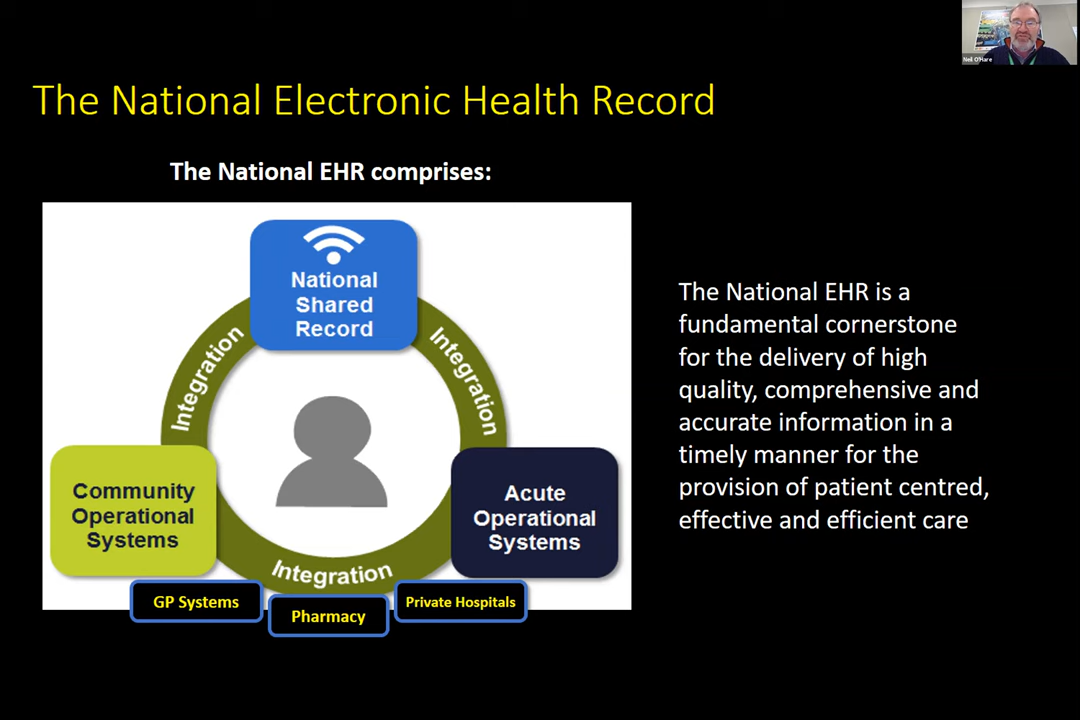 Neil O'Hare
The National Electronic Health Record
The National EHR comprises:
National
Shared
Record
Integration
Integration
Community
Operational
Systems
Acute
Operational
Systems
Integration
GP Systems
Pharmacy
Private Hospitals
The National EHR is a
fundamental cornerstone
for the delivery of high
quality, comprehensive and
accurate information in a
timely manner for the
provision of patient centred,
effective and efficient care